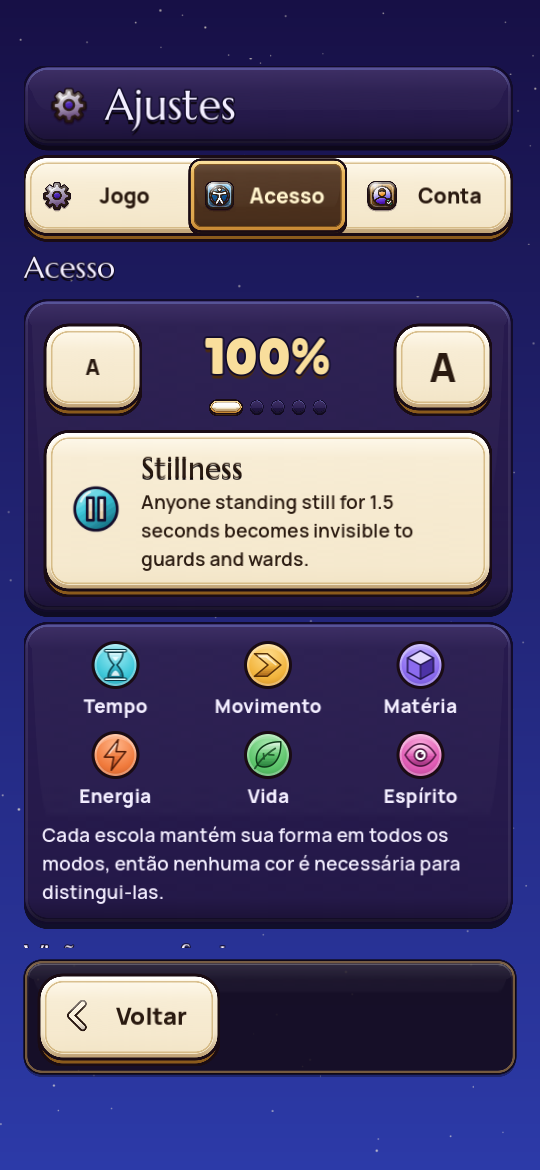 Ajustes
Jogo
Acesso
Conta
Acesso
A
100%
A
Stillness
Anyone standing still for 1.5
seconds becomes invisible to
guards and wards.
Tempo
Movimento
Matéria
Energia
Vida
Espírito
Cada escola mantém sua forma em todos os
modos, então nenhuma cor é necessária para
distingui-las.
Voltar